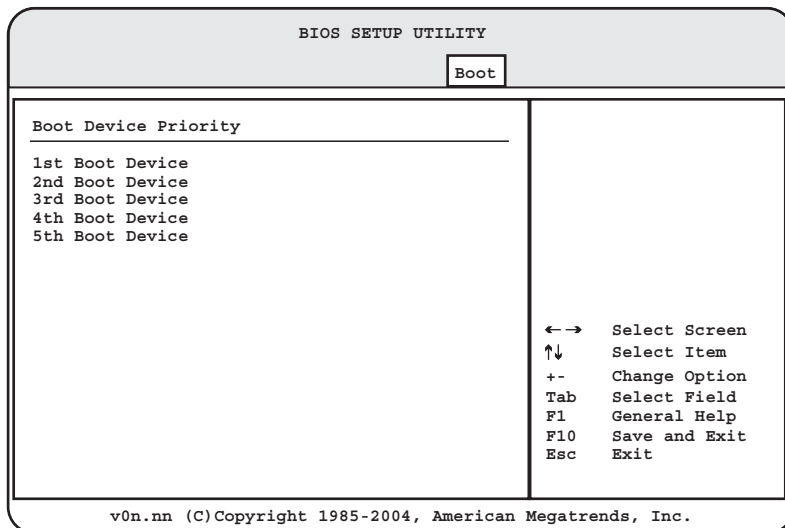 BIOS SETUP UTILITY
Boot
Boot Device Priority
1st Boot Device
2nd Boot Device
3rd Boot Device
4th Boot Device
5th Boot Device
←→ Select Screen
↑↓ Select Item
+- Change Option
Tab Select Field
F1 General Help
F10 Save and Exit
Esc Exit
v0n.nn (C)Copyright 1985-2004, American Megatrends, Inc.